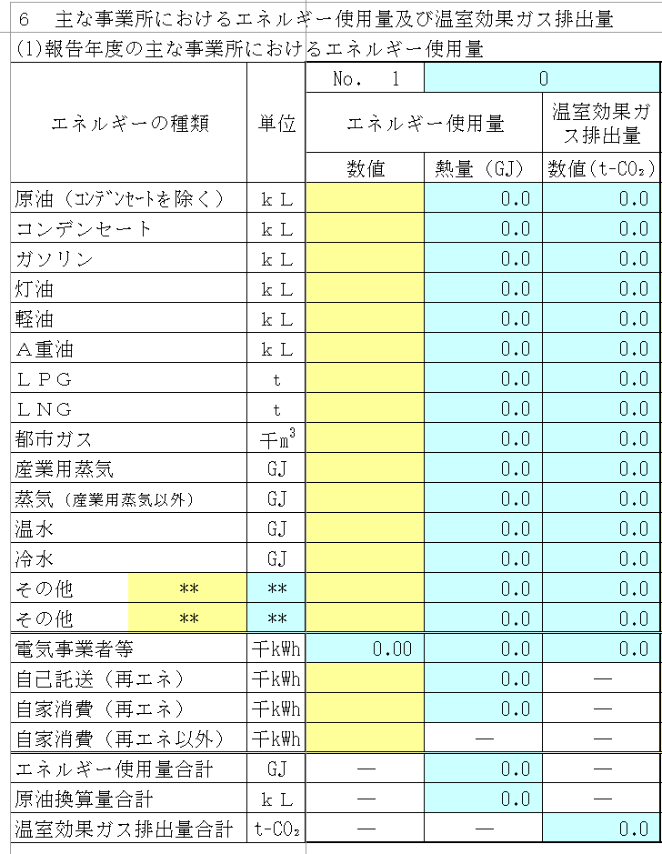 6　主な事業所におけるエネルギー使用量及び温室効果ガス排出量
(1)報告年度の主な事業所におけるエネルギー使用量
No. 1 0
エネルギーの種類 単位 エネルギー使用量 温室効果ガス排出量
数値 熱量（GJ） 数値(t-CO₂)
原油（ｺﾝﾃﾞﾝｾｰﾄを除く） ｋＬ 0.0 0.0
コンデンセート ｋＬ 0.0 0.0
ガソリン ｋＬ 0.0 0.0
灯油 ｋＬ 0.0 0.0
軽油 ｋＬ 0.0 0.0
Ａ重油 ｋＬ 0.0 0.0
ＬＰＧ ｔ 0.0 0.0
ＬＮＧ ｔ 0.0 0.0
都市ガス 千m³ 0.0 0.0
産業用蒸気 GJ 0.0 0.0
蒸気（産業用蒸気以外） GJ 0.0 0.0
温水 GJ 0.0 0.0
冷水 GJ 0.0 0.0
その他 ** ** 0.0 0.0
その他 ** ** 0.0 0.0
電気事業者等 千kWh 0.00 0.0 0.0
自己託送（再エネ） 千kWh 0.0 ―
自家消費（再エネ） 千kWh 0.0 ―
自家消費（再エネ以外） 千kWh ― ―
エネルギー使用量合計 GJ ― 0.0 ―
原油換算量合計 ｋＬ ― 0.0 ―
温室効果ガス排出量合計 t-CO₂ ― ― 0.0